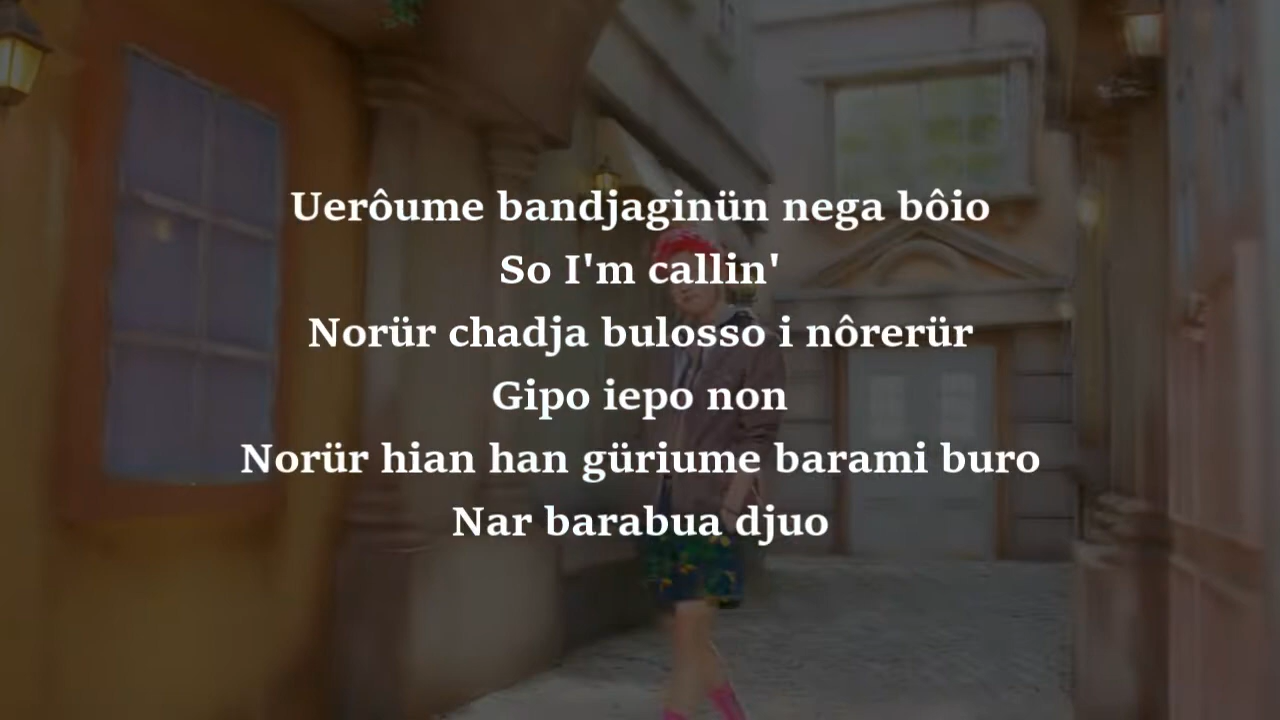 Uerôume bandjaginün nega bôio
So I'm callin'
Norür chadja bulosso i nôrerür
Gipo iepo non
Norür hian han güriume barami buro
Nar barabua djuo